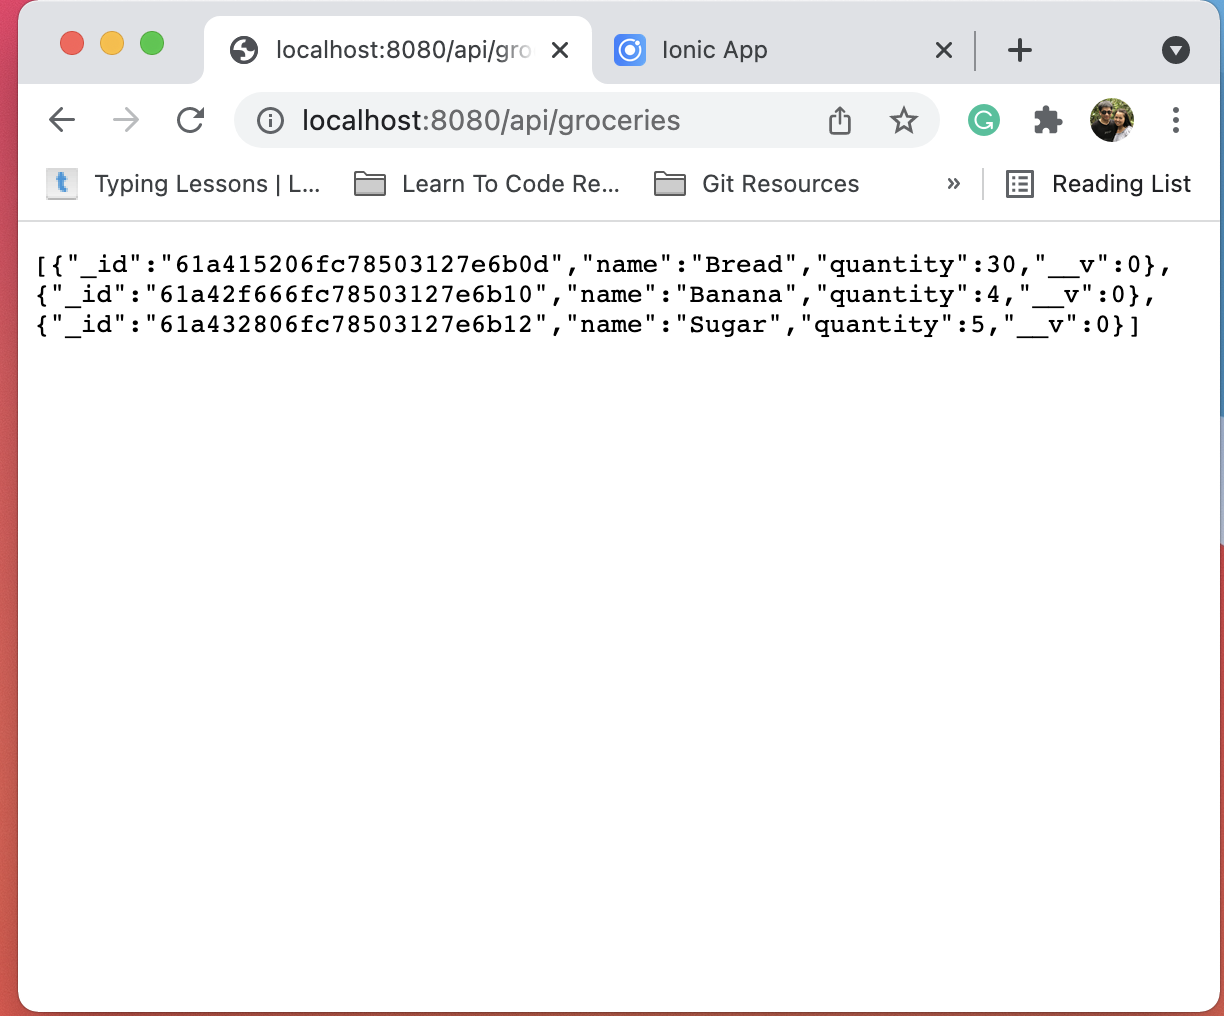 localhost:8080/api/gro
Ionic App
localhost:8080/api/groceries
Typing Lessons | L...
Learn To Code Re...
Git Resources
»
Reading List
[{"_id":"61a415206fc78503127e6b0d","name":"Bread","quantity":30,"__v":0},
{"_id":"61a42f666fc78503127e6b10","name":"Banana","quantity":4,"__v":0},
{"_id":"61a432806fc78503127e6b12","name":"Sugar","quantity":5,"__v":0}]